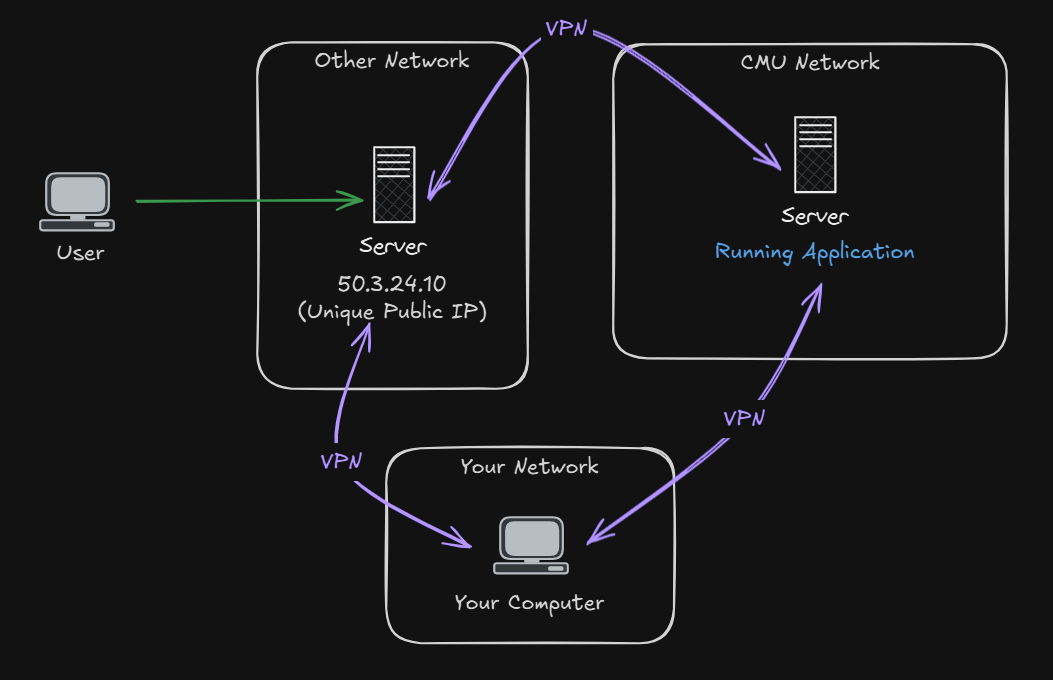 VPN
Other Network
CMU Network
User
Server
50.3.24.10
(Unique Public IP)
Server
Running Application
VPN
VPN
Your Network
Your Computer